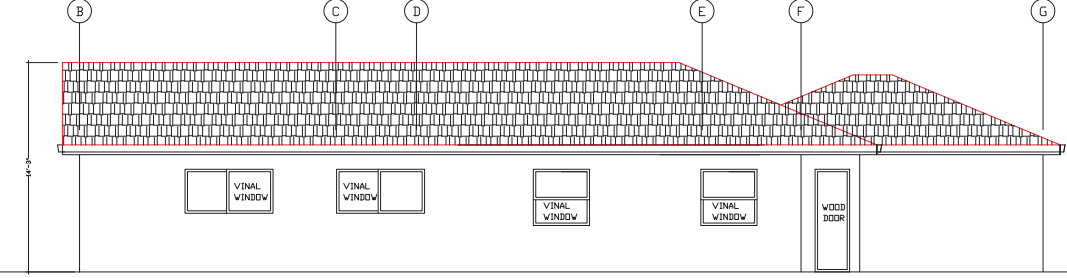 B C D E F G
14'-3"
VINAL
WINDOW
VINAL
WINDOW
VINAL
WINDOW
VINAL
WINDOW
WOOD
DOOR